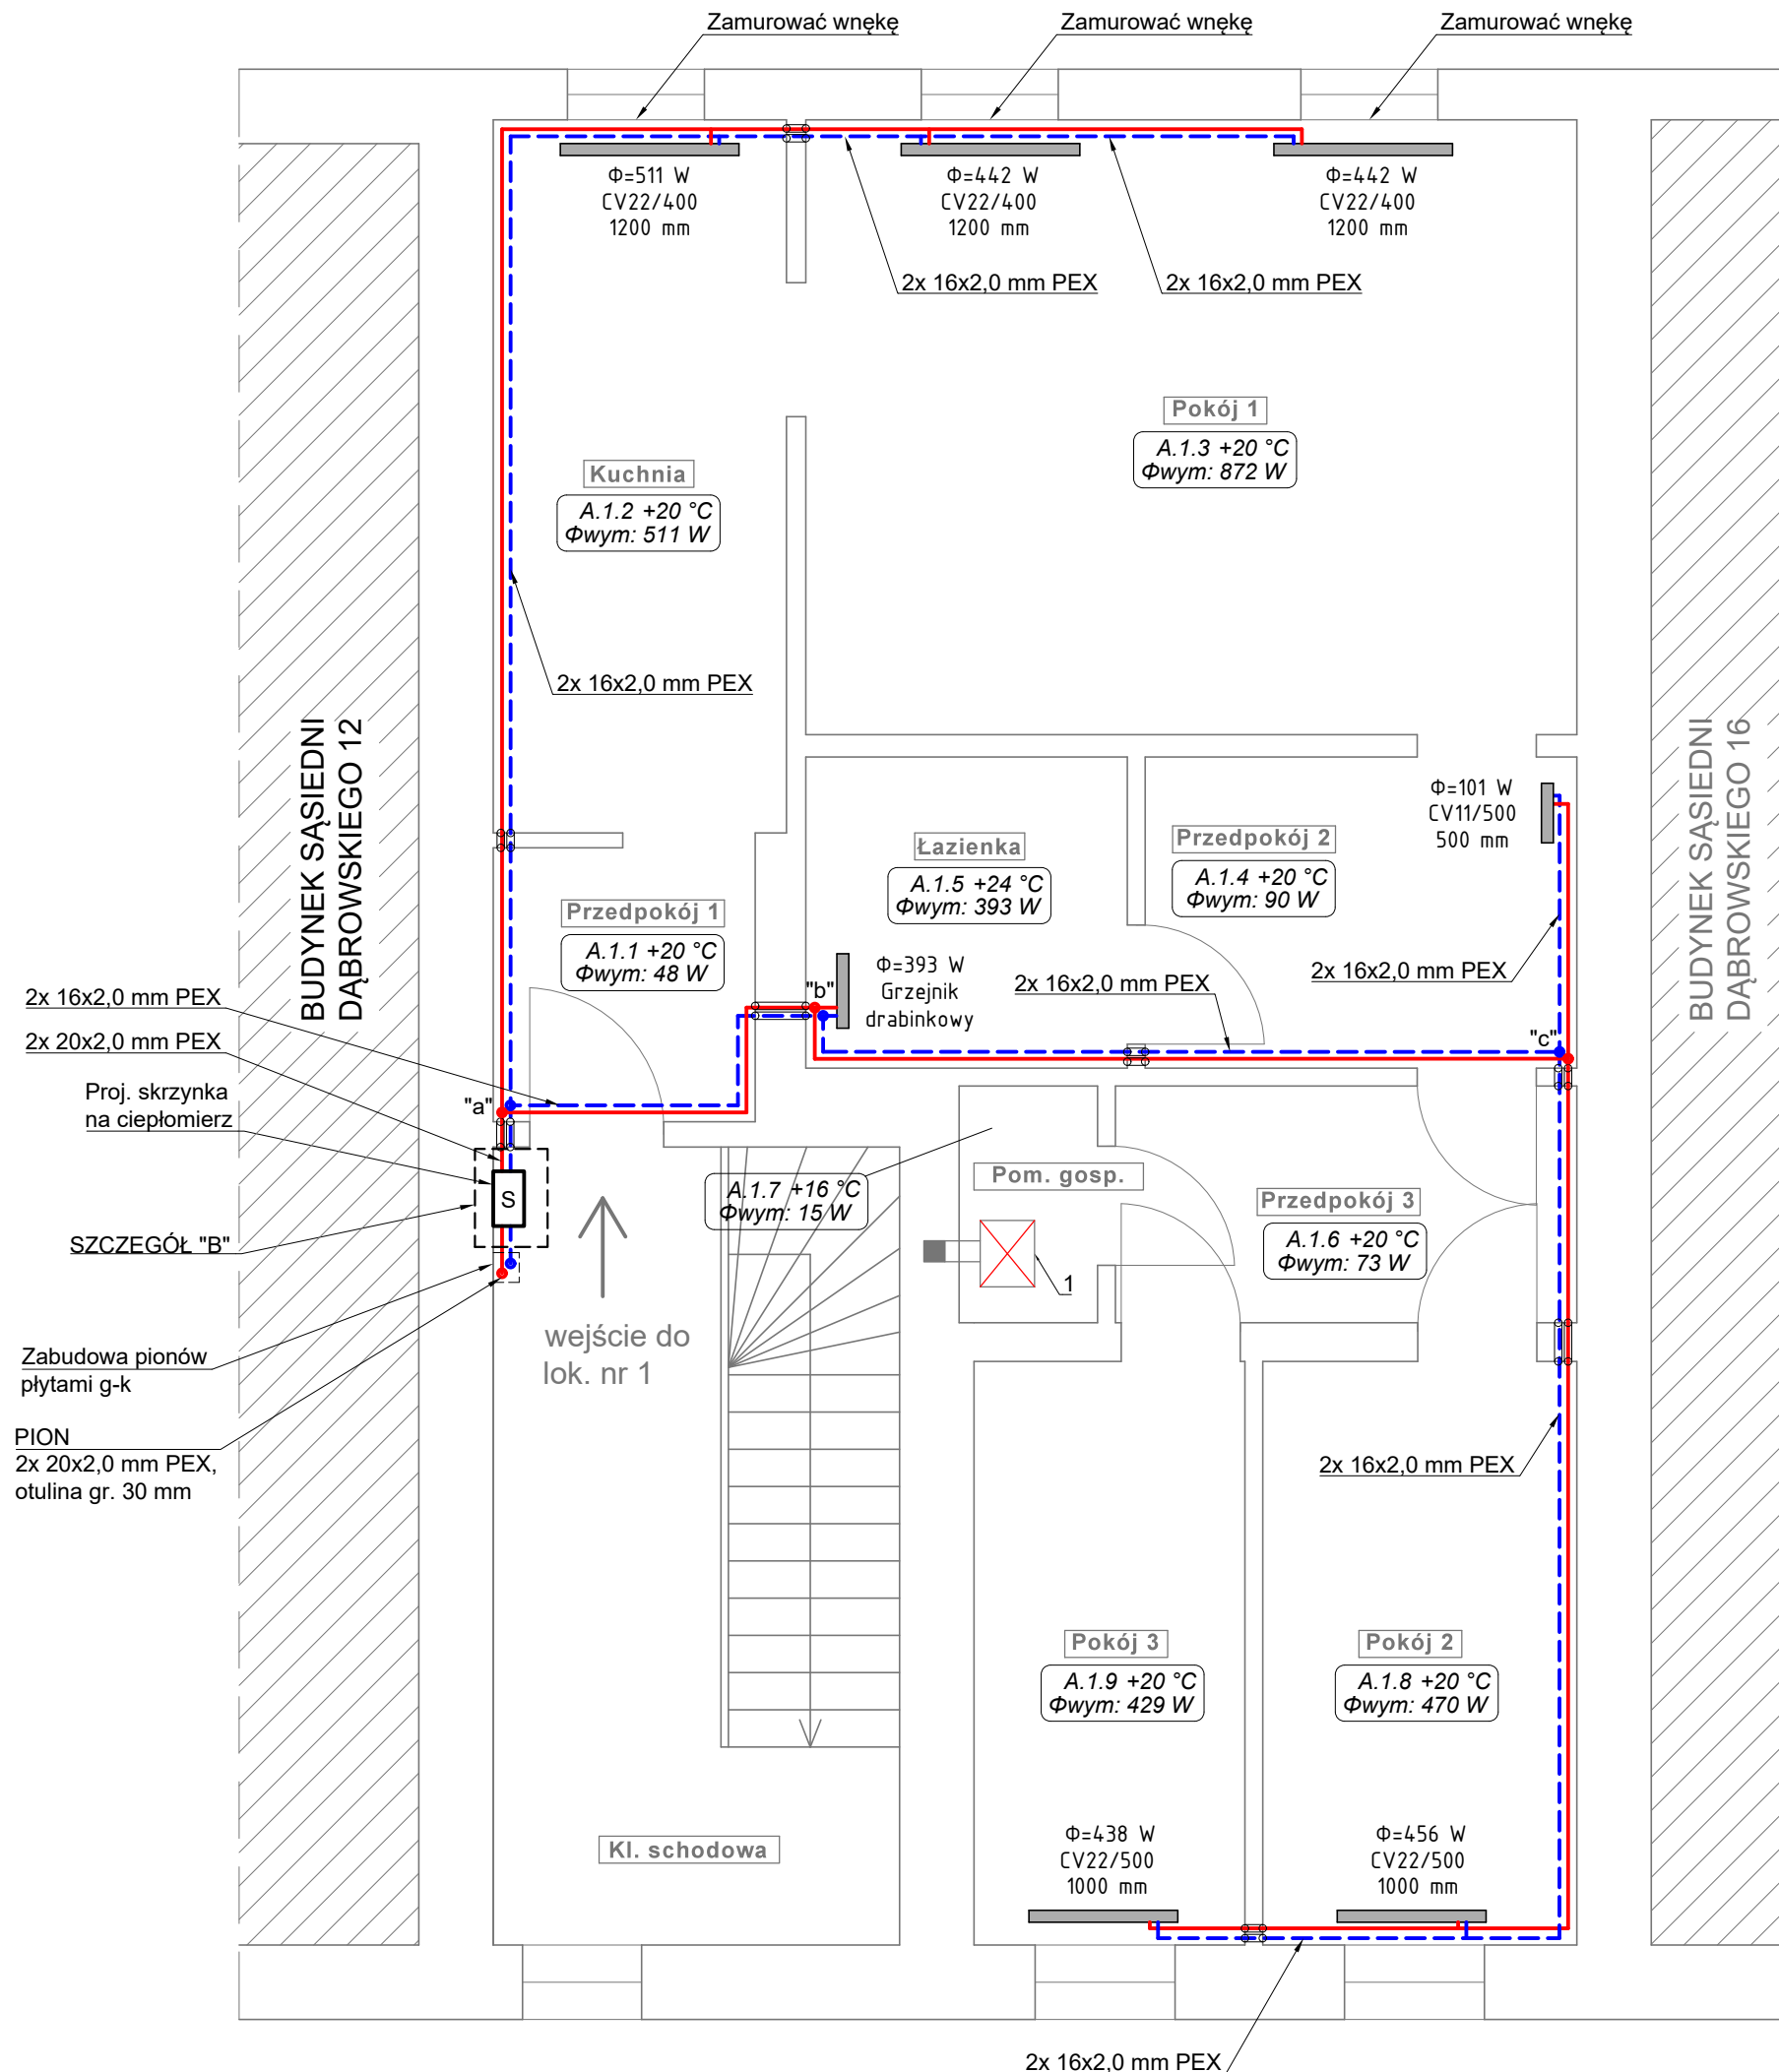 Zamurować wnękę
Zamurować wnękę
Zamurować wnękę
Φ=511 W
CV22/400
1200 mm
Φ=442 W
CV22/400
1200 mm
Φ=442 W
CV22/400
1200 mm
2x 16x2,0 mm PEX
2x 16x2,0 mm PEX
Pokój 1
A.1.3 +20 °C
Φwym: 872 W
Kuchnia
A.1.2 +20 °C
Φwym: 511 W
2x 16x2,0 mm PEX
BUDYNEK SĄSIEDNI
DĄBROWSKIEGO 12
BUDYNEK SĄSIEDNI
DĄBROWSKIEGO 16
Φ=101 W
CV11/500
500 mm
Łazienka
A.1.5 +24 °C
Φwym: 393 W
Przedpokój 2
A.1.4 +20 °C
Φwym: 90 W
Przedpokój 1
A.1.1 +20 °C
Φwym: 48 W
Φ=393 W
Grzejnik
drabinkowy
"b"
2x 16x2,0 mm PEX
2x 16x2,0 mm PEX
"c"
2x 16x2,0 mm PEX
2x 20x2,0 mm PEX
Proj. skrzynka
na ciepłomierz
"a"
S
SZCZEGÓŁ "B"
A.1.7 +16 °C
Φwym: 15 W
Pom. gosp.
1
Przedpokój 3
A.1.6 +20 °C
Φwym: 73 W
wejście do
lok. nr 1
Zabudowa pionów
płytami g-k
PION
2x 20x2,0 mm PEX,
otulina gr. 30 mm
2x 16x2,0 mm PEX
Pokój 3
A.1.9 +20 °C
Φwym: 429 W
Pokój 2
A.1.8 +20 °C
Φwym: 470 W
Kl. schodowa
Φ=438 W
CV22/500
1000 mm
Φ=456 W
CV22/500
1000 mm
2x 16x2,0 mm PEX